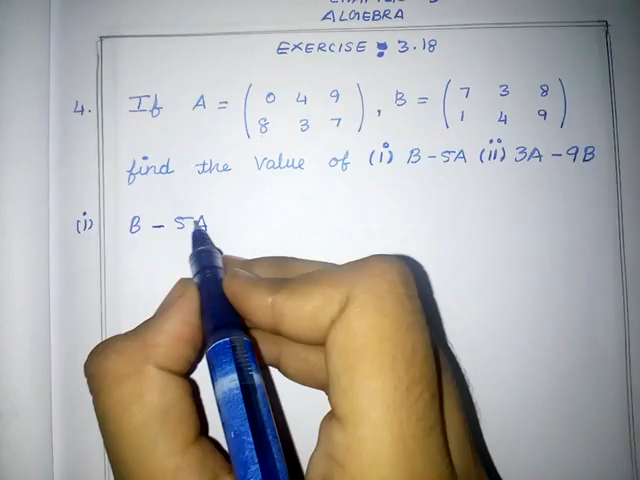 ALGEBRA
EXERCISE : 3.18
4. If A = ( 0 4 9 ) , B = ( 7 3 8 )
8 3 7 1 4 9
find the value of (i) B - 5A (ii) 3A - 9B
(i) B - 5A